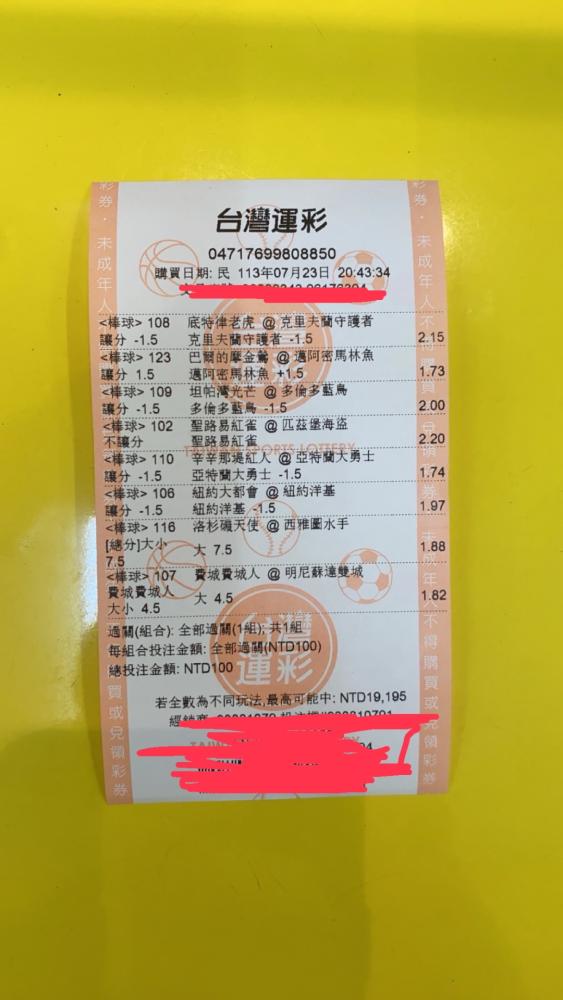 台灣運彩
04717699808850
購買日期: 民 113年07月23日 20:43:34
<棒球> 108 底特律老虎 @ 克里夫蘭守護者
讓分 -1.5 克里夫蘭守護者 -1.5 2.15
<棒球> 123 巴爾的摩金鶯 @ 邁阿密馬林魚
讓分 1.5 邁阿密馬林魚 +1.5 1.73
<棒球> 109 坦帕灣光芒 @ 多倫多藍鳥
讓分 -1.5 多倫多藍鳥 -1.5 2.00
<棒球> 102 聖路易紅雀 @ 匹茲堡海盜
不讓分 聖路易紅雀 2.20
TAIWAN SPORTS LOTTERY
<棒球> 110 辛辛那堤紅人 @ 亞特蘭大勇士
讓分 -1.5 亞特蘭大勇士 -1.5 1.74
<棒球> 106 紐約大都會 @ 紐約洋基
讓分 -1.5 紐約洋基 -1.5 1.97
<棒球> 116 洛杉磯天使 @ 西雅圖水手
[總分]大小 大 7.5 1.88
7.5
<棒球> 107 費城費城人 @ 明尼蘇達雙城
費城費城人 大 4.5 1.82
大小 4.5
過關(組合): 全部過關(1組); 共1組
每組合投注金額: 全部過關(NTD100)
總投注金額: NTD100
台灣運彩
若全數為不同玩法,最高可能中: NTD19,195
彩券・未成年人不得購買或兌領彩券